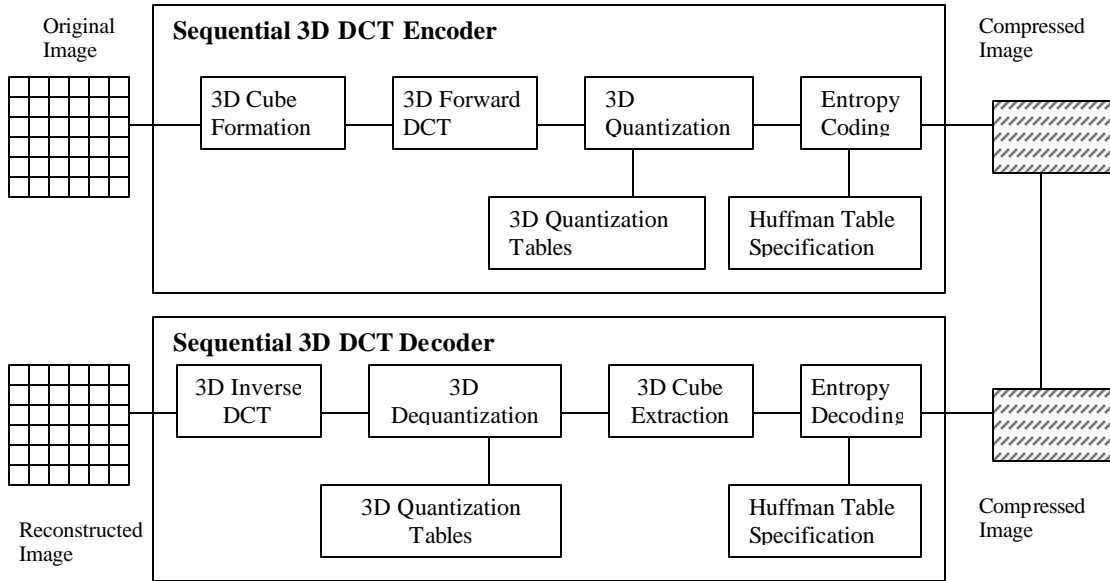 Original
Image
Sequential 3D DCT Encoder
Compressed
Image
3D Cube
Formation
3D Forward
DCT
3D
Quantization
Entropy
Coding
3D Quantization
Tables
Huffman Table
Specification
Sequential 3D DCT Decoder
3D Inverse
DCT
3D
Dequantization
3D Cube
Extraction
Entropy
Decoding
3D Quantization
Tables
Huffman Table
Specification
Reconstructed
Image
Compressed
Image